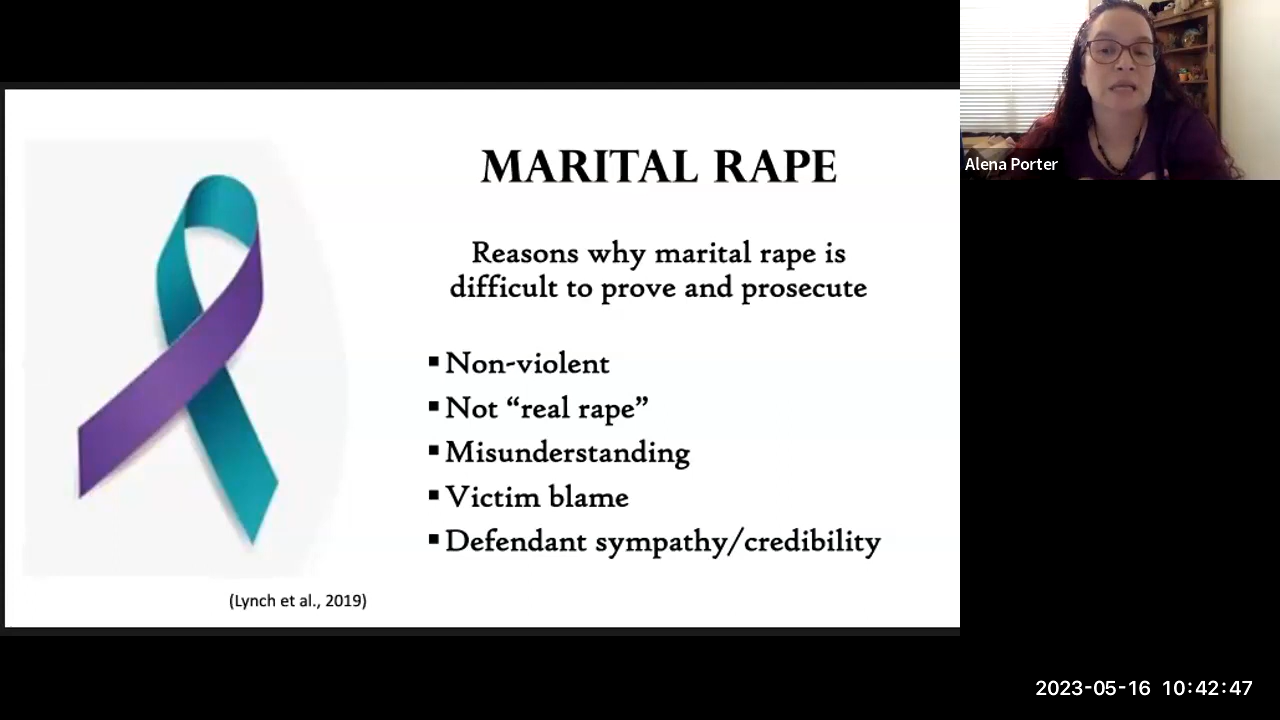 MARITAL RAPE
Reasons why marital rape is
difficult to prove and prosecute
▪ Non-violent
▪ Not “real rape”
▪ Misunderstanding
▪ Victim blame
▪ Defendant sympathy/credibility
(Lynch et al., 2019)
Alena Porter
2023-05-16 10:42:47